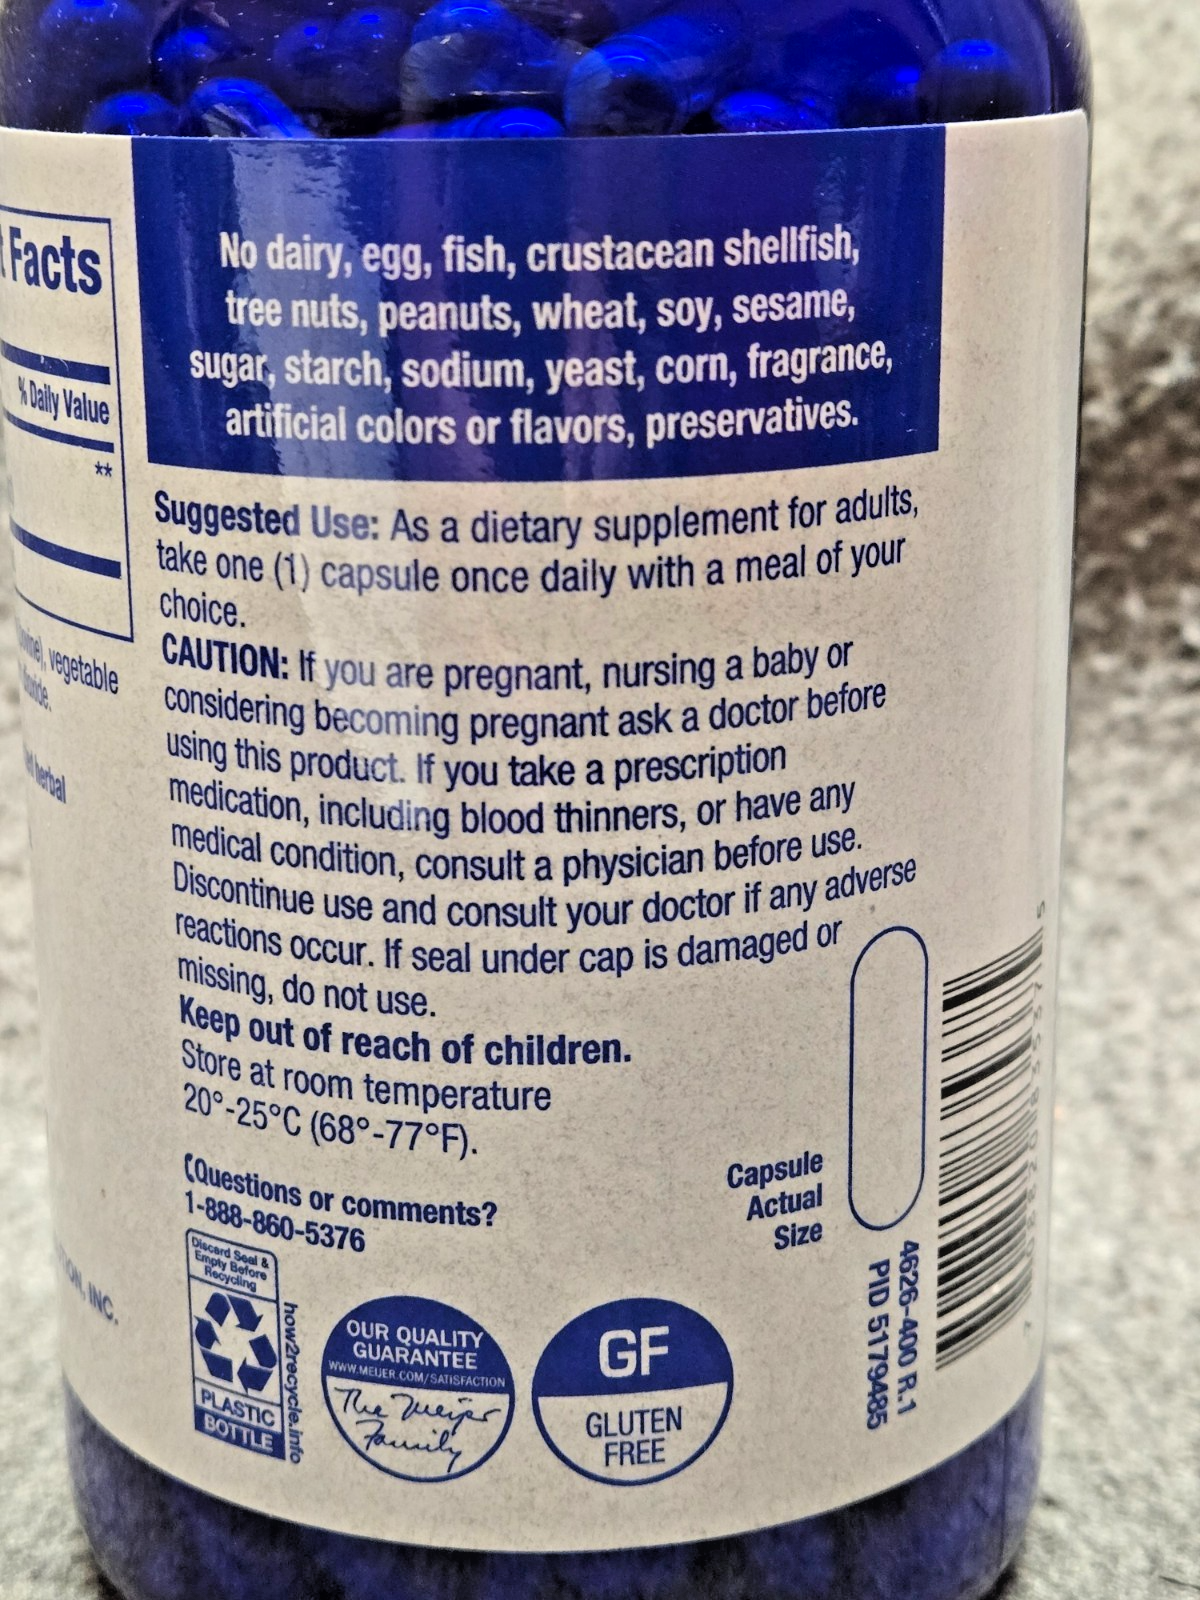 Facts
% Daily Value
**
vegetable
herbal
INC.
No dairy, egg, fish, crustacean shellfish,
tree nuts, peanuts, wheat, soy, sesame,
sugar, starch, sodium, yeast, corn, fragrance,
artificial colors or flavors, preservatives.
Suggested Use: As a dietary supplement for adults,
take one (1) capsule once daily with a meal of your
choice.
CAUTION: If you are pregnant, nursing a baby or
considering becoming pregnant ask a doctor before
using this product. If you take a prescription
medication, including blood thinners, or have any
medical condition, consult a physician before use.
Discontinue use and consult your doctor if any adverse
reactions occur. If seal under cap is damaged or
missing, do not use.
Keep out of reach of children.
Store at room temperature
20°-25°C (68°-77°F).
Questions or comments?
1-888-860-5376
Discard Seal &
Empty Before
Recycling
PLASTIC
BOTTLE
how2recycle.info
OUR QUALITY
GUARANTEE
WWW.MEIJER.COM/SATISFACTION
The Meijer
Family
GF
GLUTEN
FREE
Capsule
Actual
Size
4626-400 R.1
PID 5179485